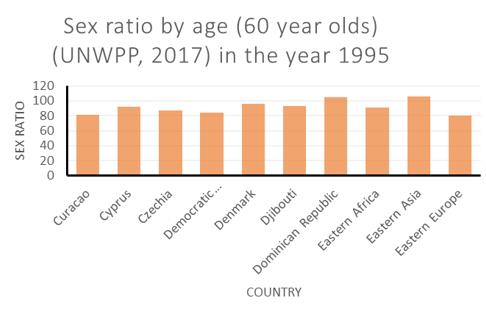 Sex ratio by age (60 year olds)
(UNWPP, 2017) in the year 1995
120
100
80
60
40
20
0
SEX RATIO
Curacao
Cyprus
Czechia
Democratic...
Denmark
Djibouti
Dominican Republic
Eastern Africa
Eastern Asia
Eastern Europe
COUNTRY